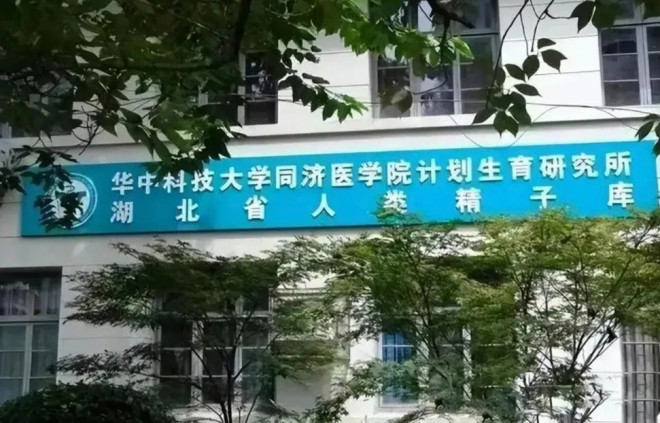 华中科技大学同济医学院计划生育研究所
湖北省人类精子库